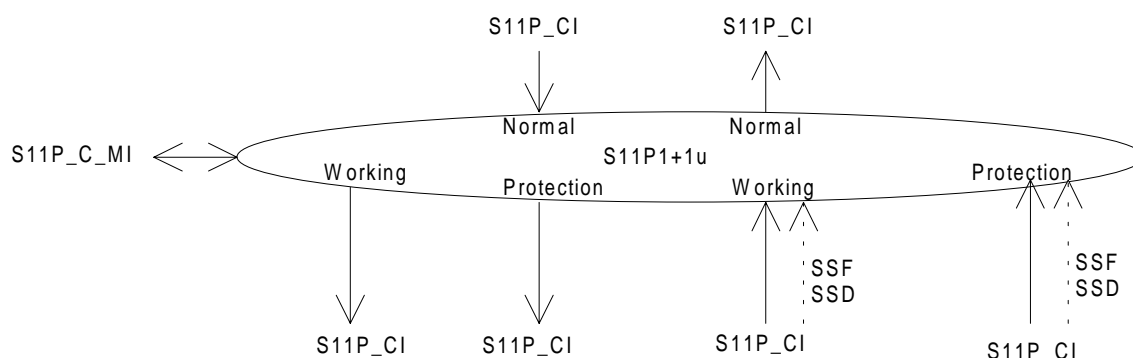 S11P_CI
S11P_CI
Normal
Normal
S11P_C_MI
S11P1+1u
Working
Protection
Working
Protection
SSF
SSD
SSF
SSD
S11P_CI
S11P_CI
S11P_CI
S11P_CI